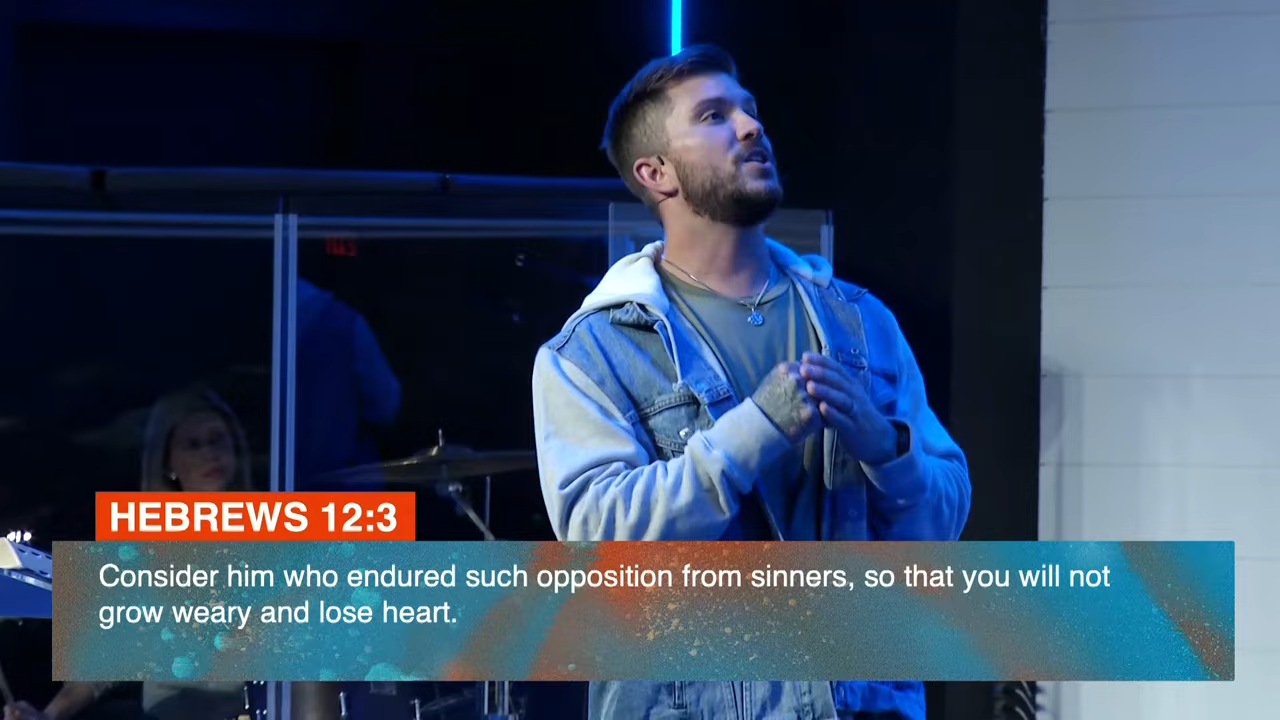 HEBREWS 12:3
Consider him who endured such opposition from sinners, so that you will not
grow weary and lose heart.